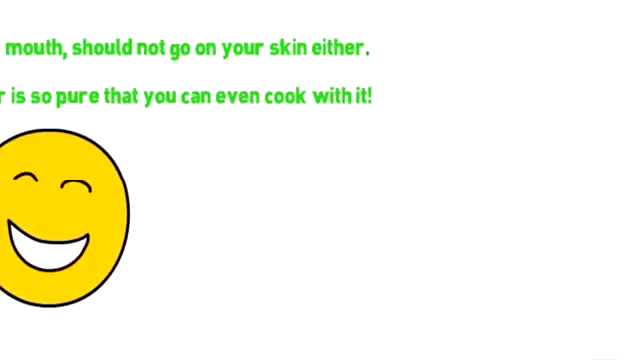 mouth, should not go on your skin either.
r is so pure that you can even cook with it!